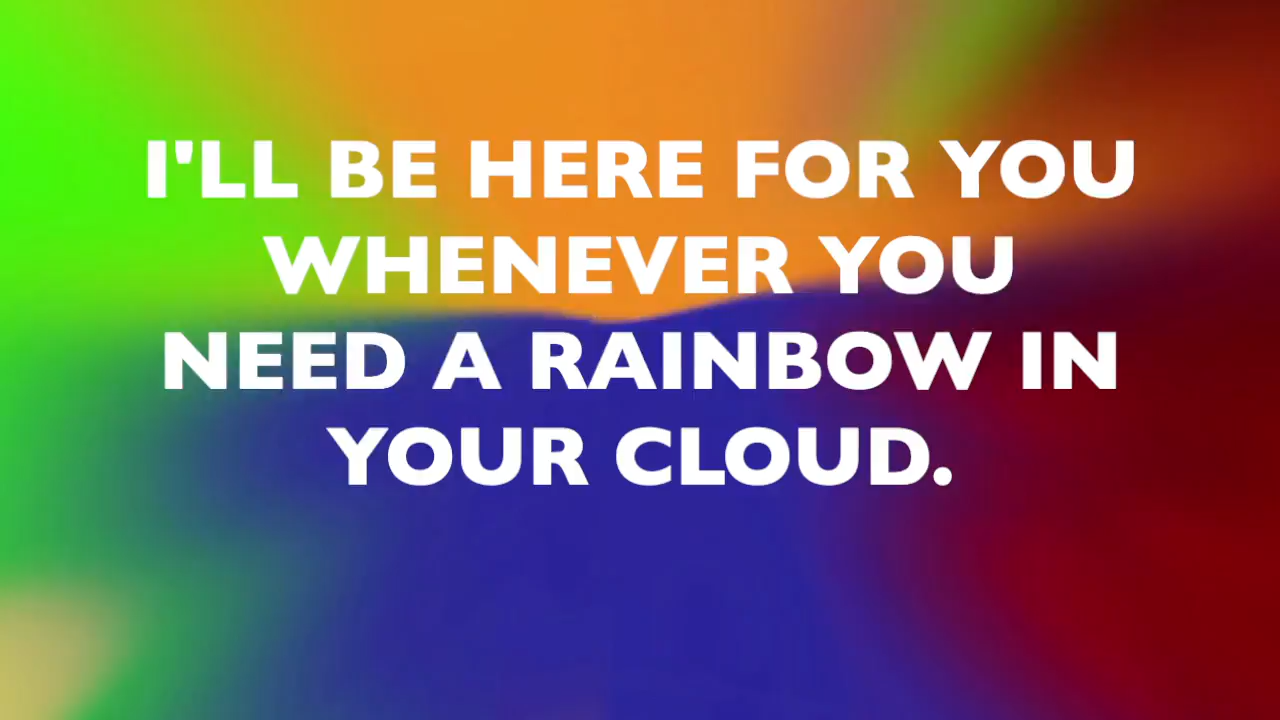 I'LL BE HERE FOR YOU
WHENEVER YOU
NEED A RAINBOW IN
YOUR CLOUD.